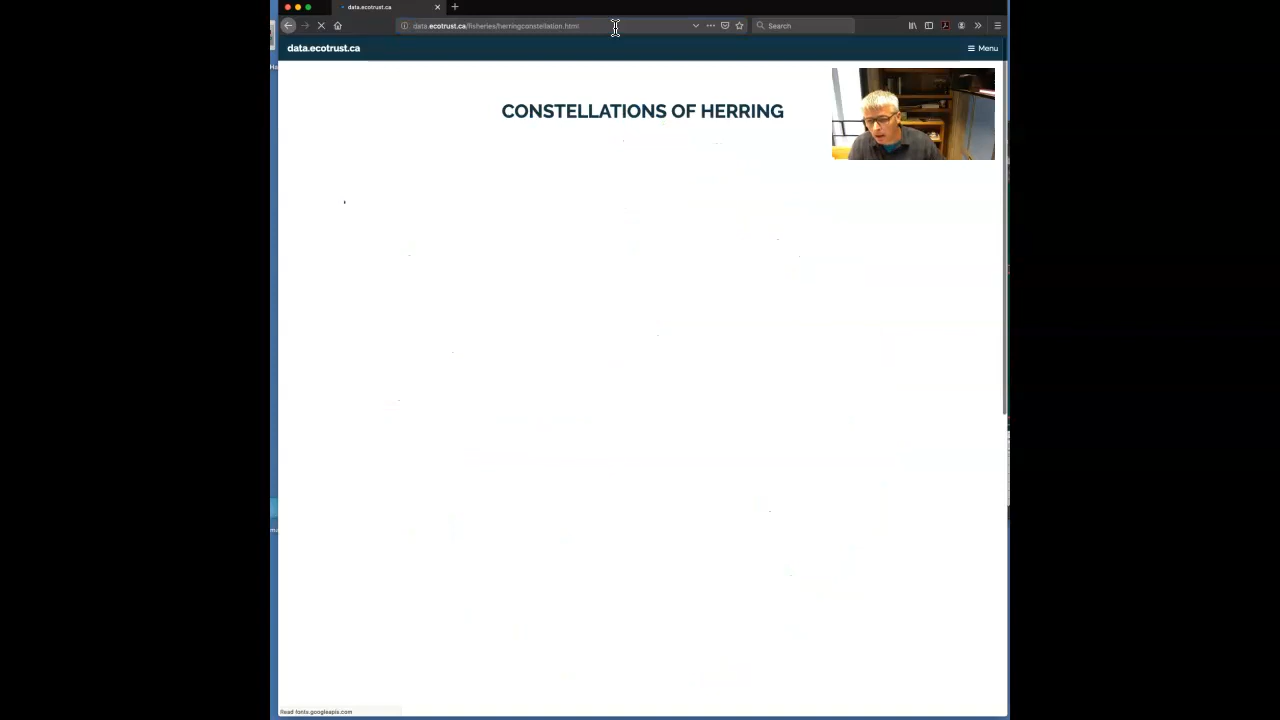 data.ecotrust.ca
data.ecotrust.ca/fisheries/herringconstellation.html
Search
data.ecotrust.ca
Menu
CONSTELLATIONS OF HERRING
Read fonts.googleapis.com